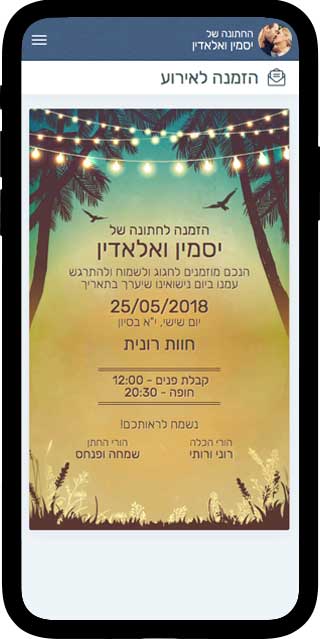 החתונה של
יסמין ואלאדין
הזמנה לאירוע
הזמנה לחתונה של
יסמין ואלאדין
הנכם מוזמנים לחגוג ולשמוח ולהתרגש
עמנו ביום נישואינו שיערך בתאריך
25/05/2018
יום שישי, י"א בסיון
חוות רונית
קבלת פנים - 12:00
חופה - 20:30
נשמח לראותכם!
הורי הכלה
רוני ורותי
הורי החתן
שמחה ופנחס